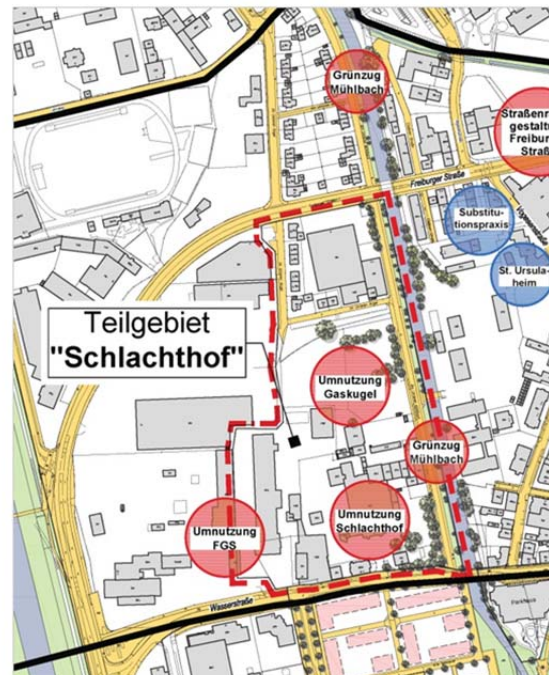 Grünzug
Mühlbach
Straßenr
gestalt
Freibur
Straß
Freiburger Straße
Substitu-
tionspraxis
St. Ursula-
heim
Teilgebiet
"Schlachthof"
Umnutzung
Gaskugel
Grünzug
Mühlbach
Umnutzung
Schlachthof
Umnutzung
FGS
Wasserstraße
Parkhaus